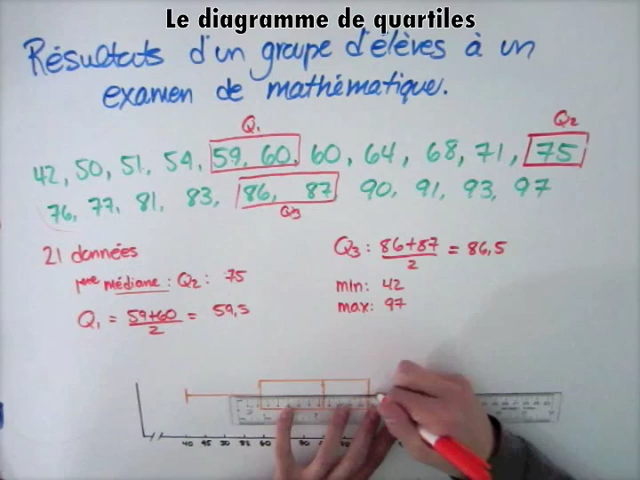 Le diagramme de quartiles
Résultats d'un groupe d'élèves à un
examen de mathématique.
Q1 Q2
42, 50, 51, 54, 59, 60, 60, 64, 68, 71, 75
76, 77, 81, 83, 86, 87 90, 91, 93, 97
Q3
21 données
médiane : Q2 : 75
Q1 = 59+60 / 2 = 59,5
Q3 : 86+87 / 2 = 86,5
min: 42
max: 97
40 45 50